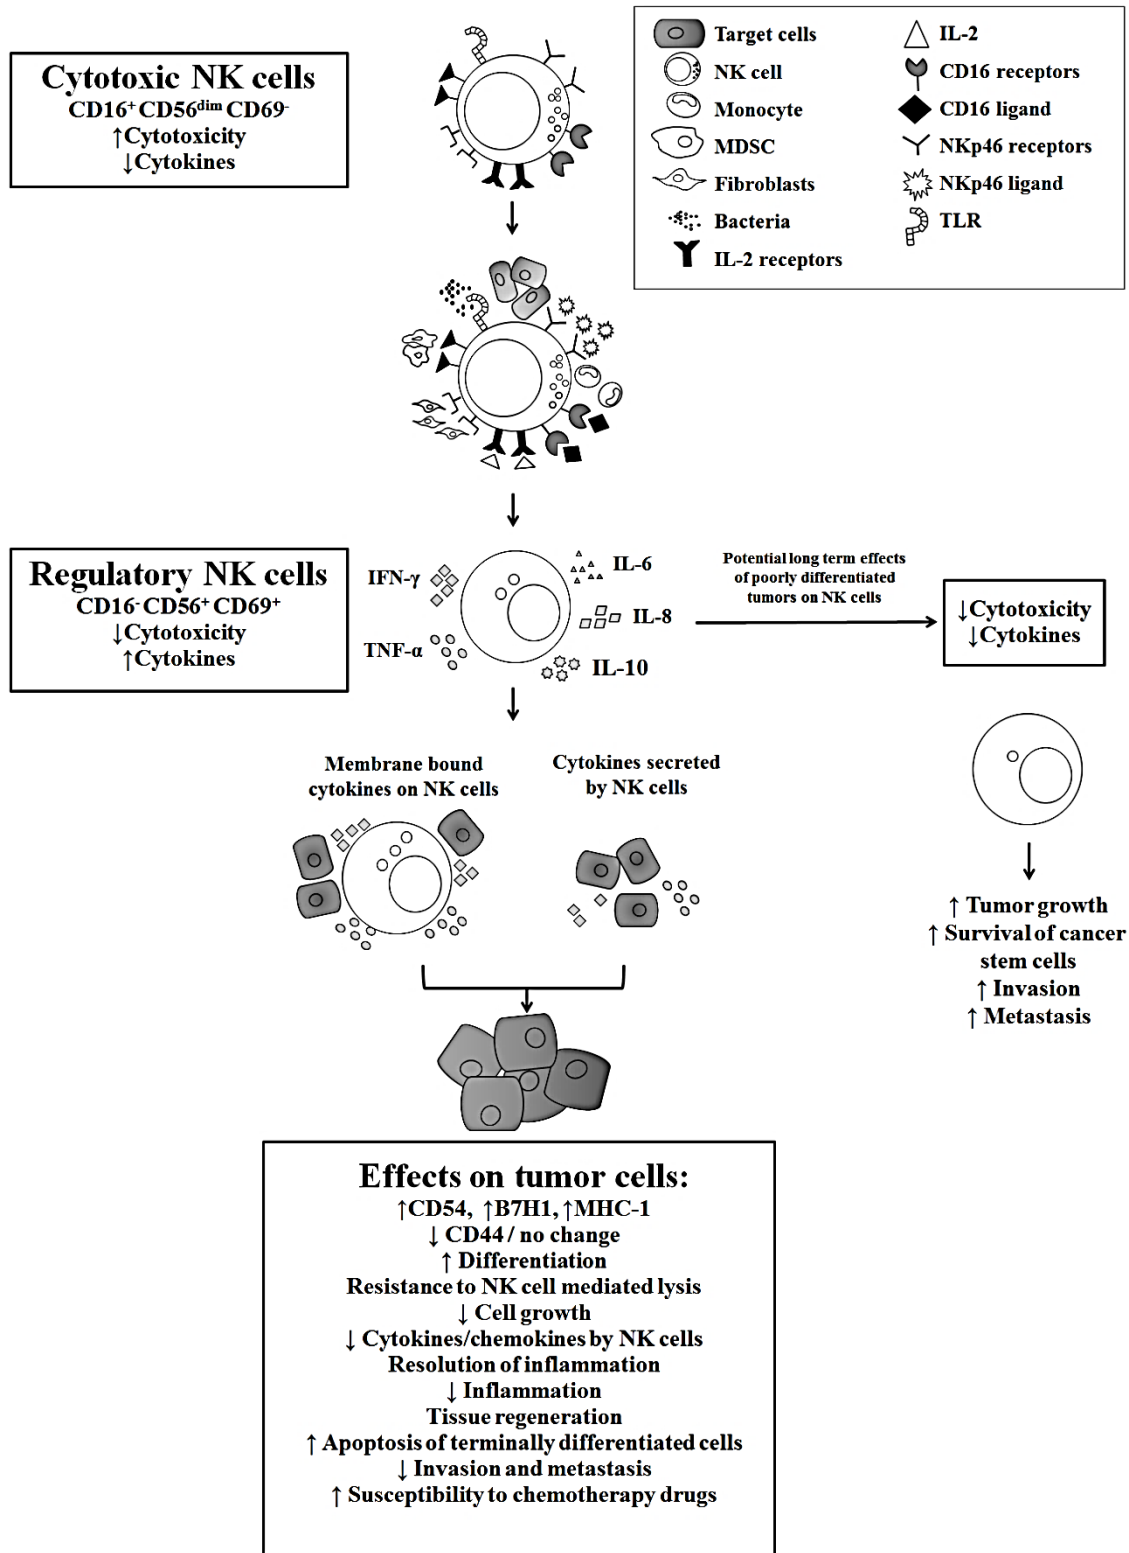 Cytotoxic NK cells
CD16⁺ CD56ᵈⁱᵐ CD69⁻
↑Cytotoxicity
↓Cytokines
Target cells
NK cell
Monocyte
MDSC
Fibroblasts
Bacteria
IL-2 receptors
IL-2
CD16 receptors
CD16 ligand
NKp46 receptors
NKp46 ligand
TLR
Regulatory NK cells
CD16⁻ CD56⁺ CD69⁺
↓Cytotoxicity
↑Cytokines
IFN-γ
TNF-α
IL-6
IL-8
IL-10
Potential long term effects
of poorly differentiated
tumors on NK cells
↓Cytotoxicity
↓Cytokines
Membrane bound
cytokines on NK cells
Cytokines secreted
by NK cells
↑ Tumor growth
↑ Survival of cancer
stem cells
↑ Invasion
↑ Metastasis
Effects on tumor cells:
↑CD54, ↑B7H1, ↑MHC-1
↓ CD44 / no change
↑ Differentiation
Resistance to NK cell mediated lysis
↓ Cell growth
↓ Cytokines/chemokines by NK cells
Resolution of inflammation
↓ Inflammation
Tissue regeneration
↑ Apoptosis of terminally differentiated cells
↓ Invasion and metastasis
↑ Susceptibility to chemotherapy drugs